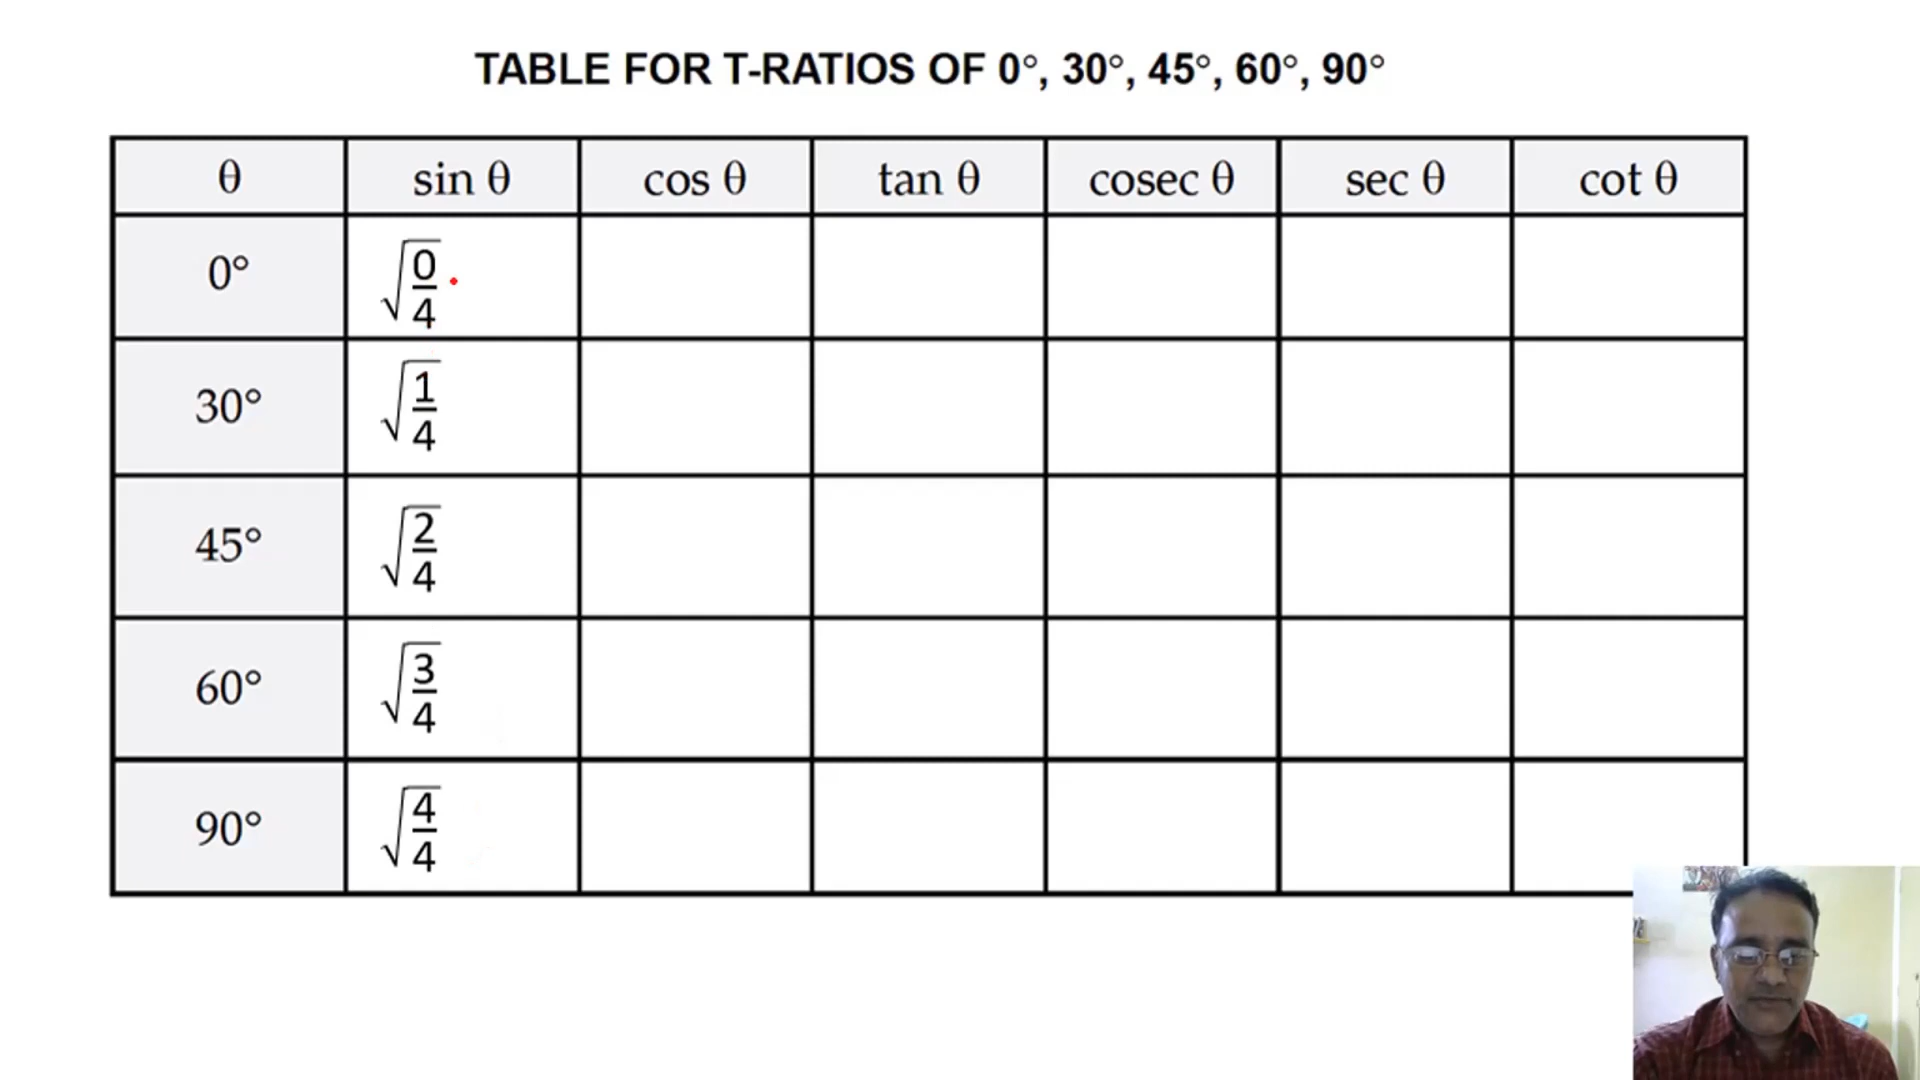 TABLE FOR T-RATIOS OF 0°, 30°, 45°, 60°, 90°
θ sin θ cos θ tan θ cosec θ sec θ cot θ
0° √(0/4)
30° √(1/4)
45° √(2/4)
60° √(3/4)
90° √(4/4)